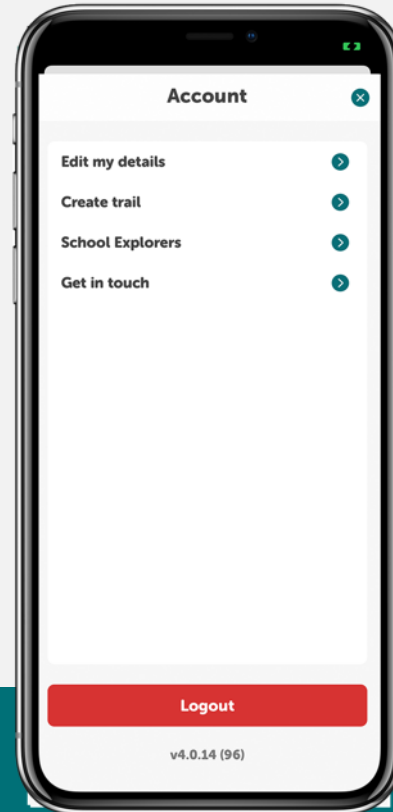 Account
Edit my details
Create trail
School Explorers
Get in touch
Logout
v4.0.14 (96)